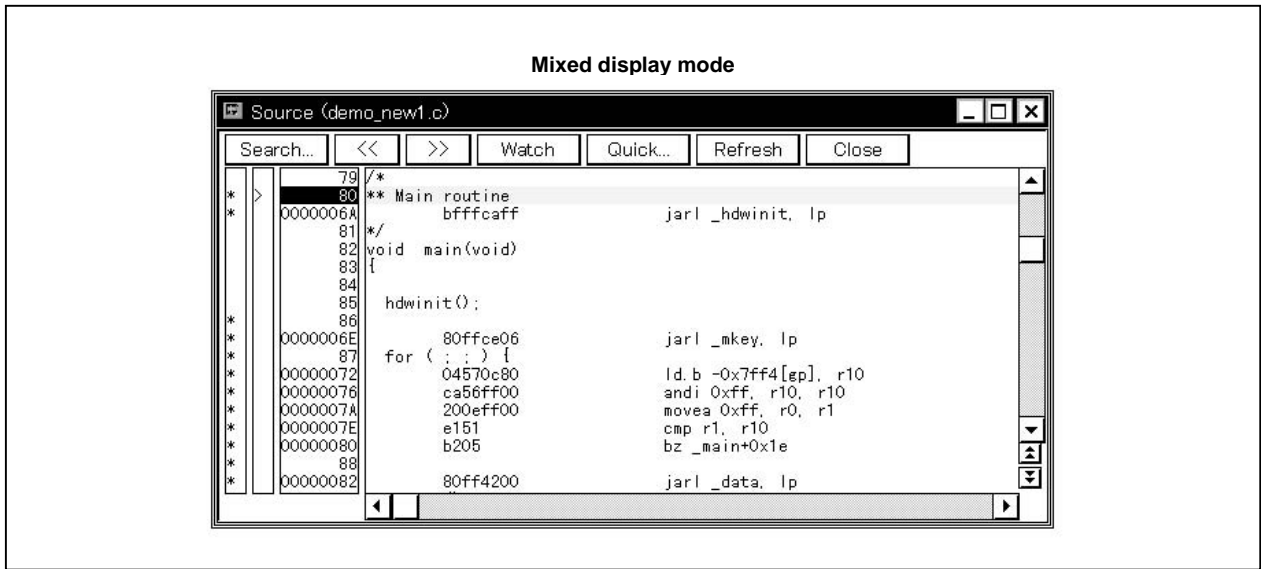 Mixed display mode
Source (demo_new1.c)
Search... << >> Watch Quick... Refresh Close
79 /*
* > 80 ** Main routine
* 0000006A bfffcaff jarl _hdwinit, lp
81 */
82 void main(void)
83 {
84
85 hdwinit();
* 86
* 0000006E 80ffce06 jarl _mkey, lp
* 87 for ( ; ; ) {
* 00000072 04570c80 ld.b -0x7ff4[gp], r10
* 00000076 ca56ff00 andi 0xff, r10, r10
* 0000007A 200eff00 movea 0xff, r0, r1
* 0000007E e151 cmp r1, r10
* 00000080 b205 bz _main+0x1e
* 88
* 00000082 80ff4200 jarl _data, lp